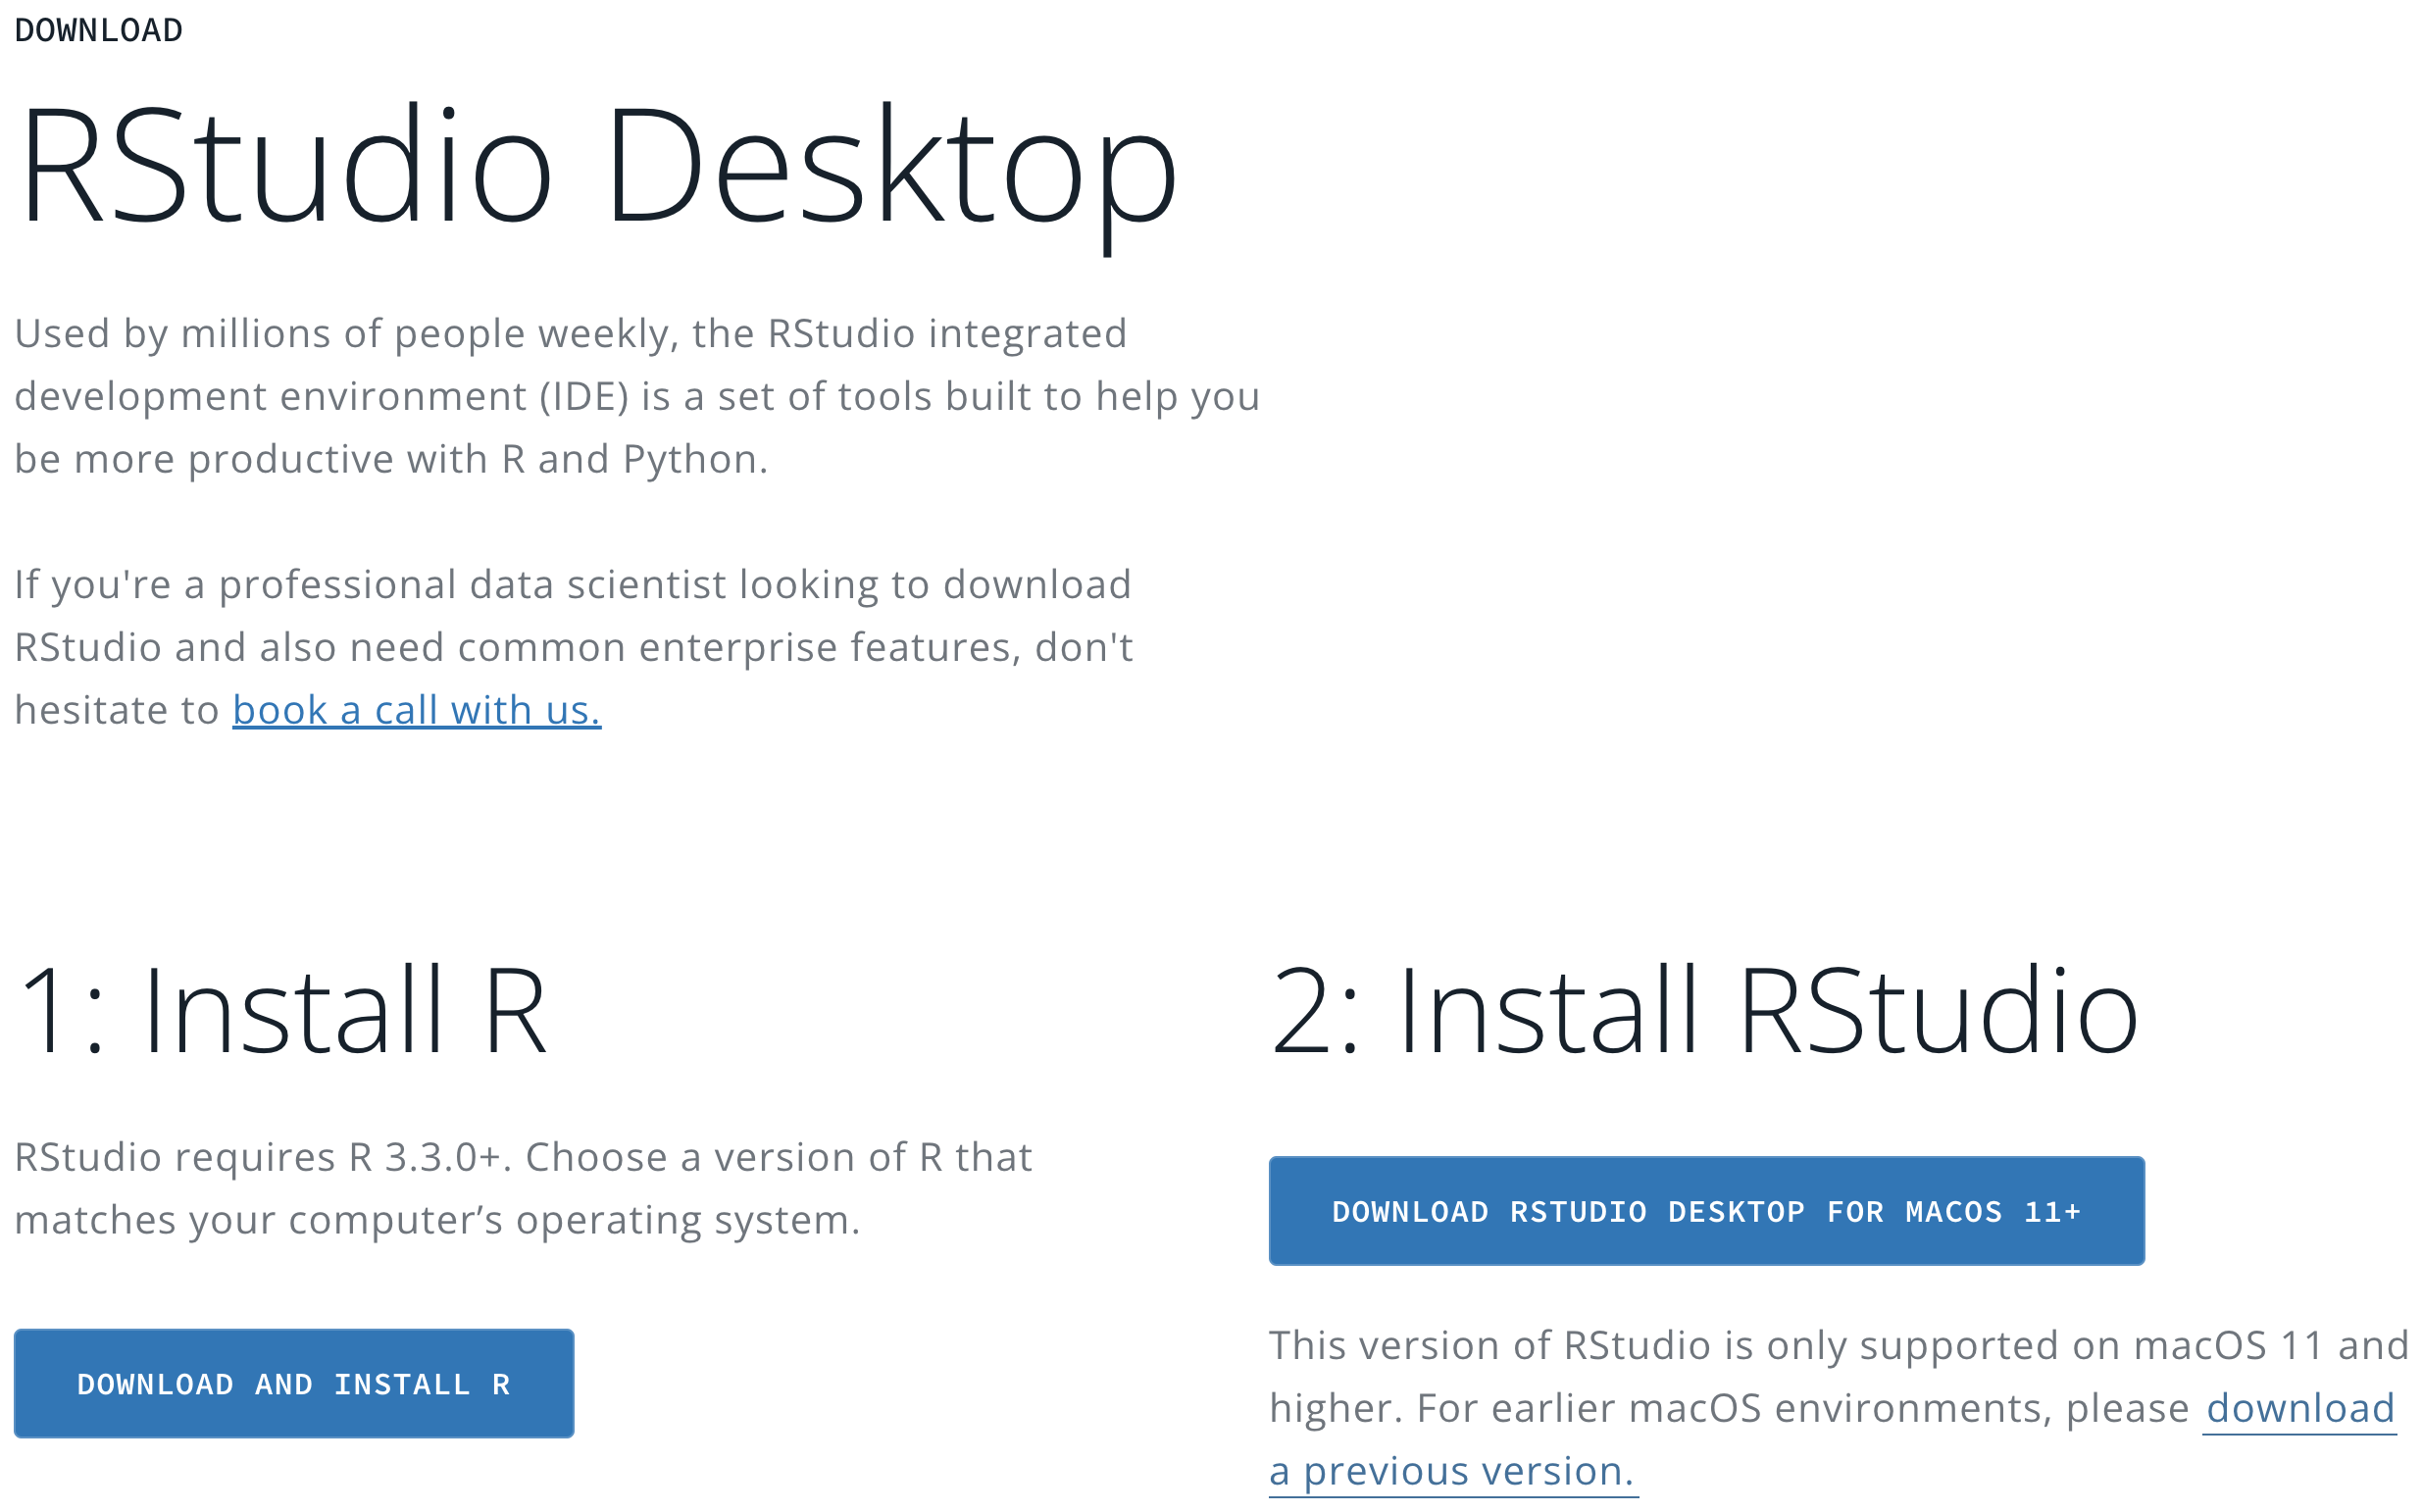 DOWNLOAD
RStudio Desktop
Used by millions of people weekly, the RStudio integrated
development environment (IDE) is a set of tools built to help you
be more productive with R and Python.
If you're a professional data scientist looking to download
RStudio and also need common enterprise features, don't
hesitate to book a call with us.
1: Install R
RStudio requires R 3.3.0+. Choose a version of R that
matches your computer’s operating system.
DOWNLOAD AND INSTALL R
2: Install RStudio
DOWNLOAD RSTUDIO DESKTOP FOR MACOS 11+
This version of RStudio is only supported on macOS 11 and
higher. For earlier macOS environments, please download
a previous version.